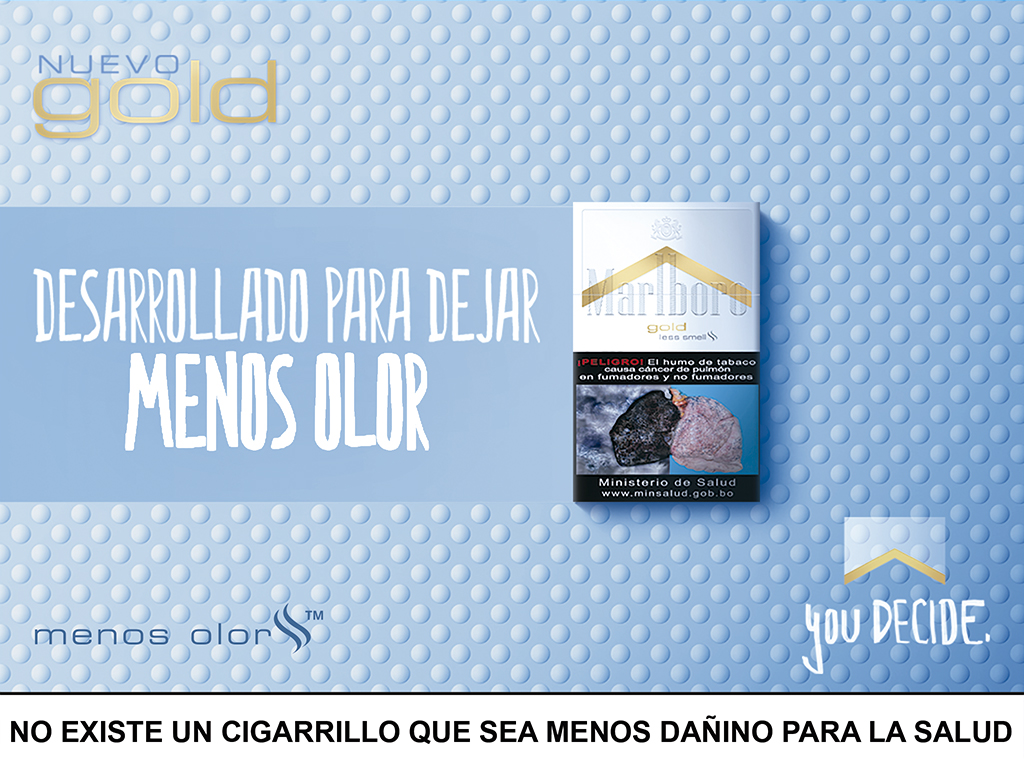 NUEVO
gold
DESARROLLADO PARA DEJAR
MENOS OLOR
Marlboro
gold
less smell
¡PELIGRO! El humo de tabaco
causa cáncer de pulmón
en fumadores y no fumadores
Ministerio de Salud
www.minsalud.gob.bo
menos olor™
you DECIDE.
NO EXISTE UN CIGARRILLO QUE SEA MENOS DAÑINO PARA LA SALUD